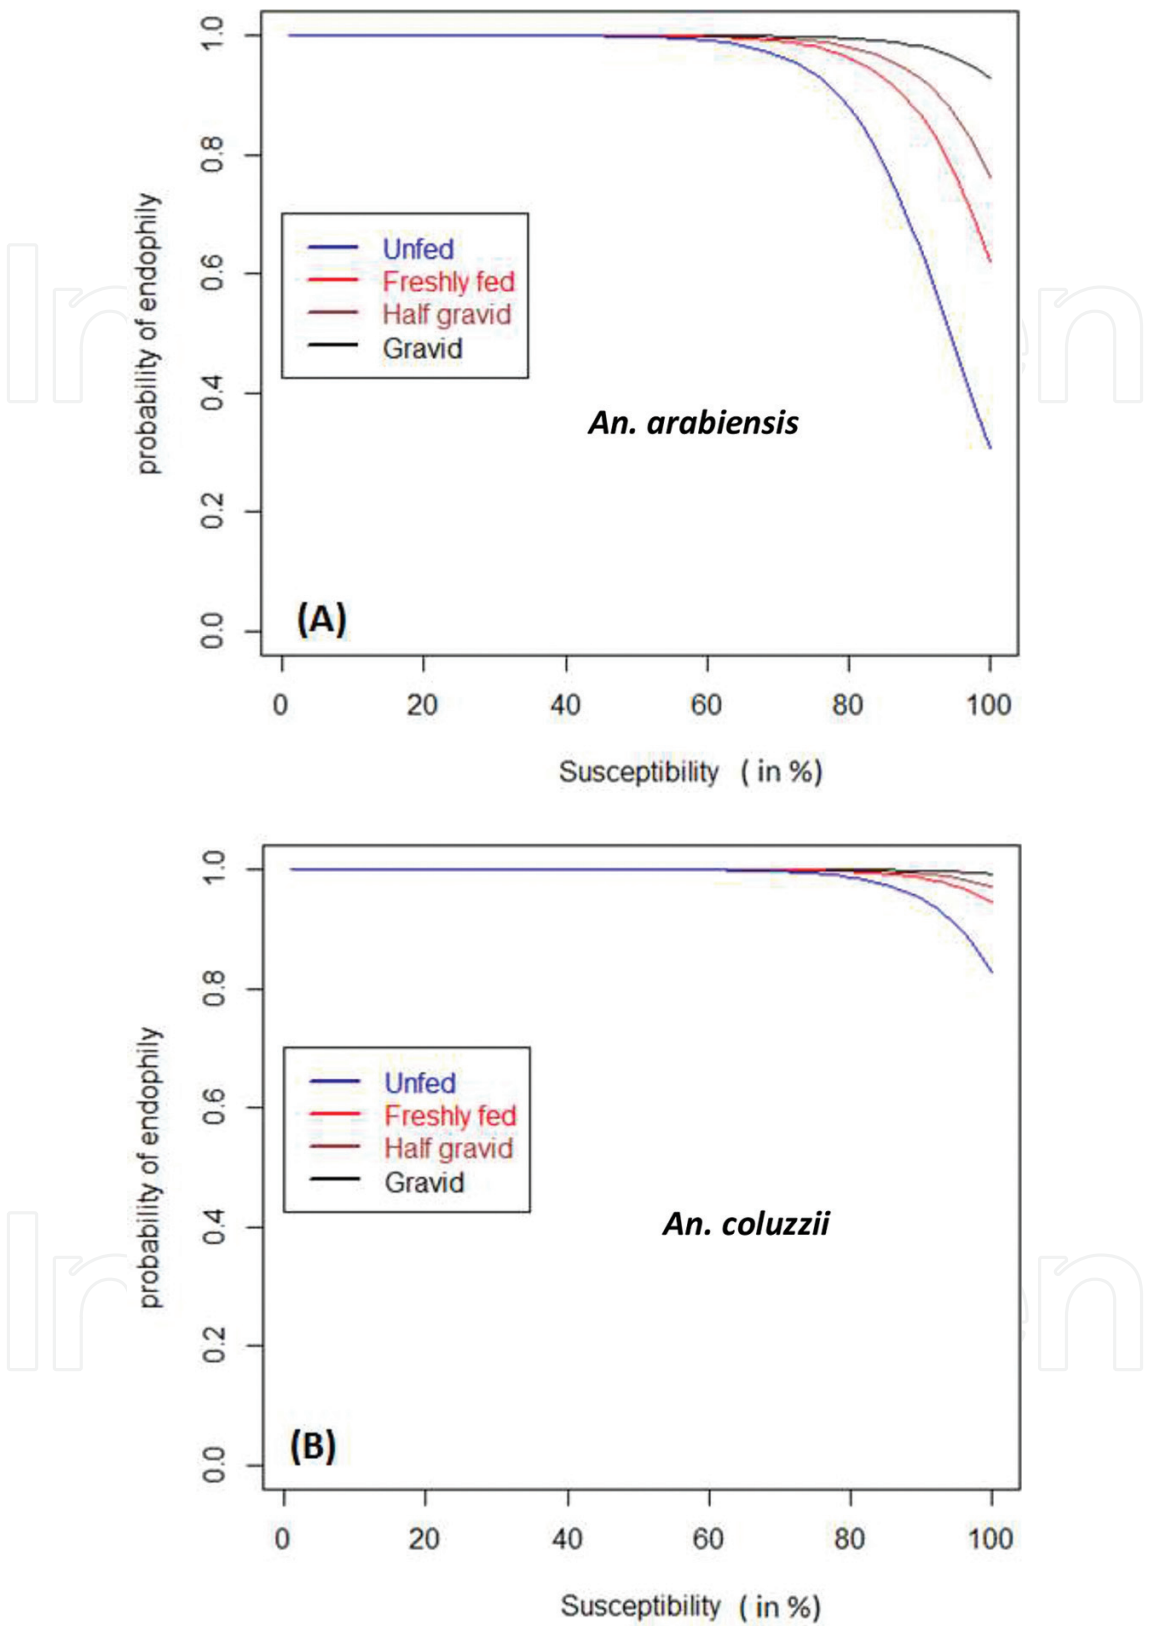 1.0
0.8
0.6
0.4
0.2
0.0
probability of endophily
Unfed
Freshly fed
Half gravid
Gravid
An. arabiensis
(A)
0 20 40 60 80 100
Susceptibility ( in %)
1.0
0.8
0.6
0.4
0.2
0.0
probability of endophily
Unfed
Freshly fed
Half gravid
Gravid
An. coluzzii
(B)
0 20 40 60 80 100
Susceptibility ( in %)